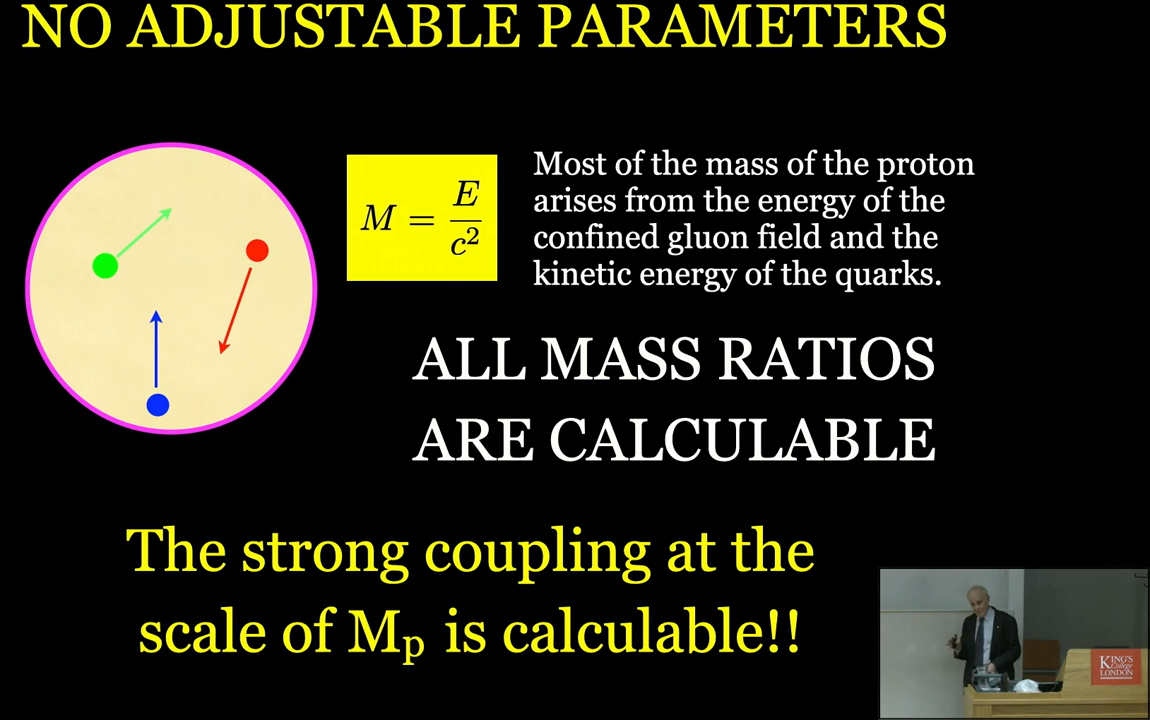 NO ADJUSTABLE PARAMETERS
M = E/c²
Most of the mass of the proton
arises from the energy of the
confined gluon field and the
kinetic energy of the quarks.
ALL MASS RATIOS
ARE CALCULABLE
The strong coupling at the
scale of Mₚ is calculable!!
KING'S
College
LONDON